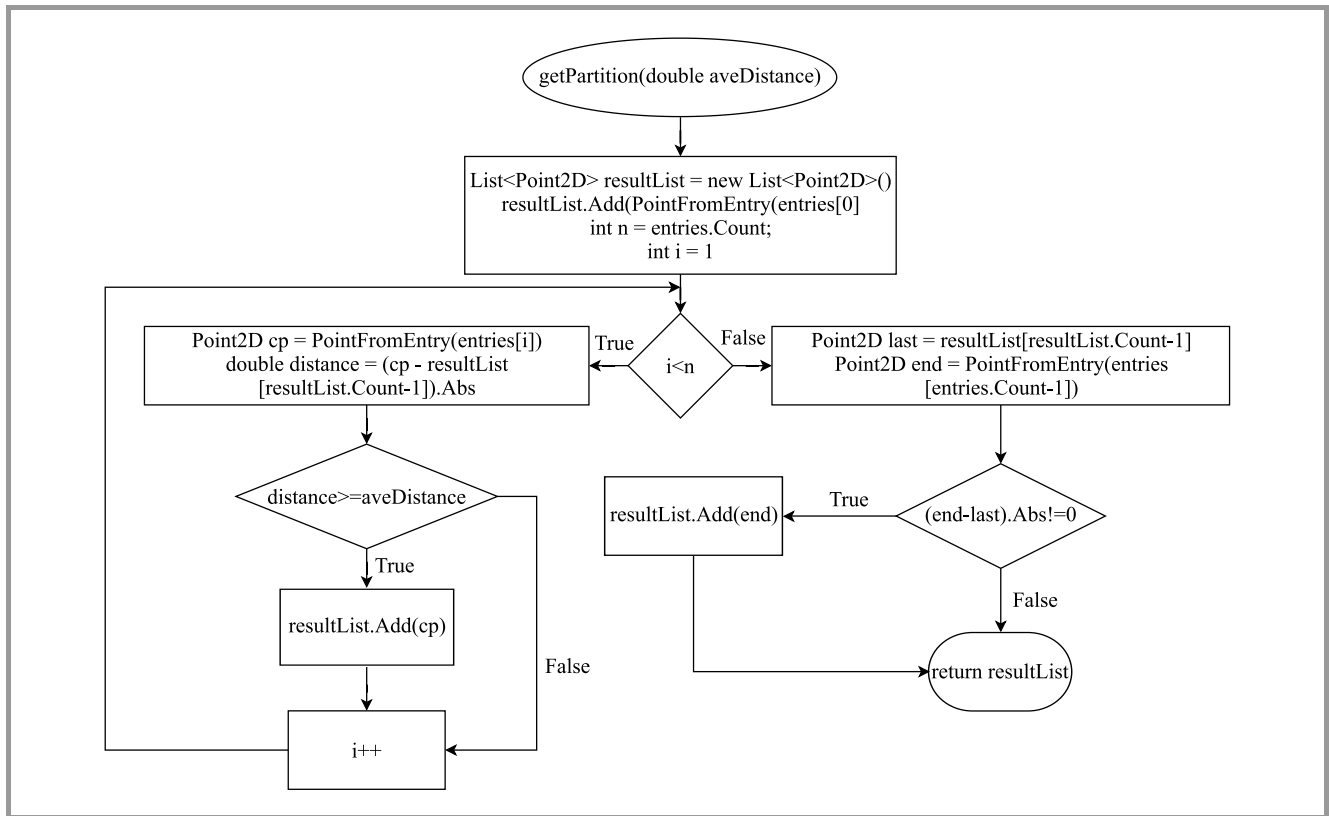 getPartition(double aveDistance)
List<Point2D> resultList = new List<Point2D>()
resultList.Add(PointFromEntry(entries[0]
int n = entries.Count;
int i = 1
i<n
True
False
Point2D cp = PointFromEntry(entries[i])
double distance = (cp - resultList
[resultList.Count-1]).Abs
Point2D last = resultList[resultList.Count-1]
Point2D end = PointFromEntry(entries
[entries.Count-1])
distance>=aveDistance
True
False
resultList.Add(cp)
i++
(end-last).Abs!=0
True
False
resultList.Add(end)
return resultList